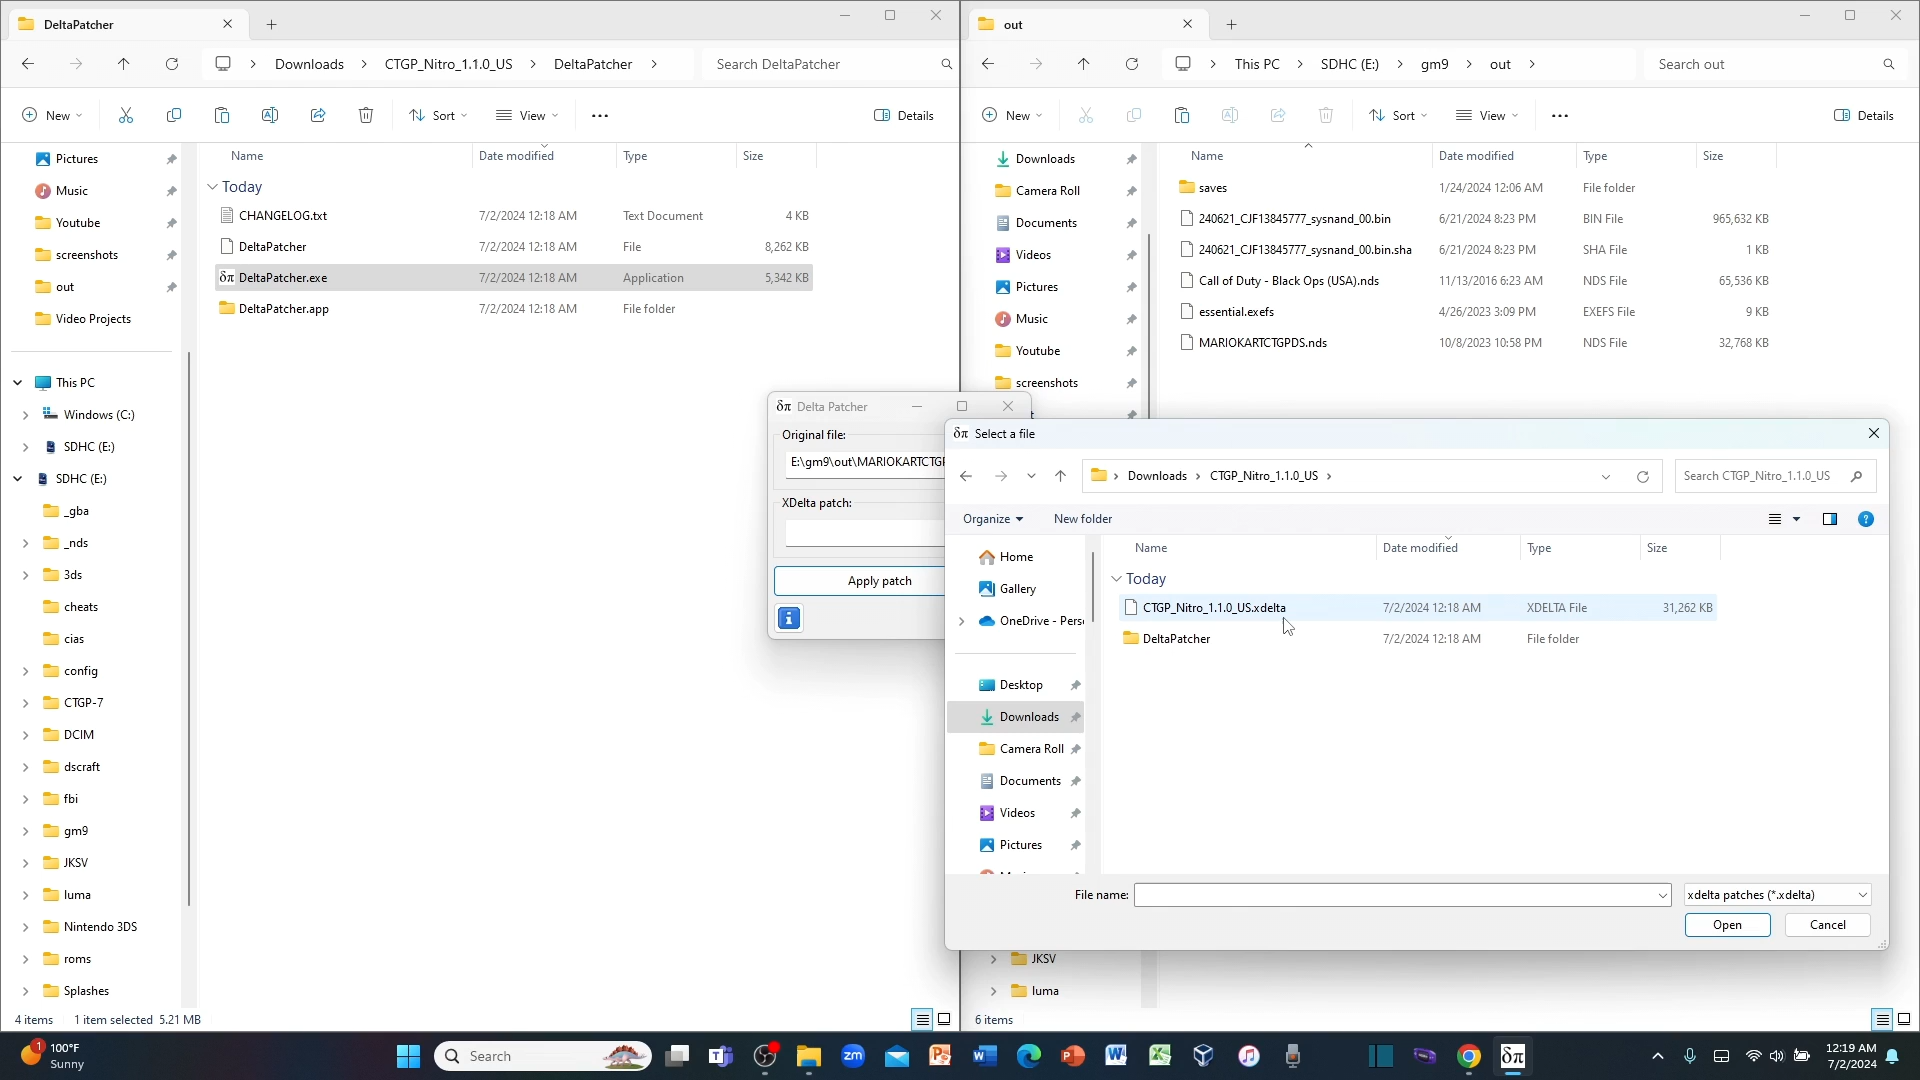 DeltaPatcher
out
Downloads
CTGP_Nitro_1.1.0_US
DeltaPatcher
Search DeltaPatcher
This PC
SDHC (E:)
gm9
out
Search out
New
Sort
View
Details
New
Sort
View
Details
Pictures
Music
Youtube
screenshots
out
Video Projects
This PC
Windows (C:)
SDHC (E:)
SDHC (E:)
_gba
_nds
3ds
cheats
cias
config
CTGP-7
DCIM
dscraft
fbi
gm9
JKSV
luma
Nintendo 3DS
roms
Splashes
Name Date modified Type Size
Today
CHANGELOG.txt 7/2/2024 12:18 AM Text Document 4 KB
DeltaPatcher 7/2/2024 12:18 AM File 8,262 KB
δπ DeltaPatcher.exe 7/2/2024 12:18 AM Application 5,342 KB
DeltaPatcher.app 7/2/2024 12:18 AM File folder
4 items 1 item selected 5.21 MB
Downloads
Camera Roll
Documents
Videos
Pictures
Music
Youtube
screenshots
JKSV
luma
Name Date modified Type Size
saves 1/24/2024 12:06 AM File folder
240621_CJF13845777_sysnand_00.bin 6/21/2024 8:23 PM BIN File 965,632 KB
240621_CJF13845777_sysnand_00.bin.sha 6/21/2024 8:23 PM SHA File 1 KB
Call of Duty - Black Ops (USA).nds 11/13/2016 6:23 AM NDS File 65,536 KB
essential.exefs 4/26/2023 3:09 PM EXEFS File 9 KB
MARIOKARTCTGPDS.nds 10/8/2023 10:58 PM NDS File 32,768 KB
6 items
δπ Delta Patcher
Original file:
E:\gm9\out\MARIOKARTCTGP
XDelta patch:
Apply patch
δπ Select a file
Downloads
CTGP_Nitro_1.1.0_US
Search CTGP_Nitro_1.1.0_US
Organize
New folder
Home
Gallery
OneDrive - Perso
Desktop
Downloads
Camera Roll
Documents
Videos
Pictures
Name Date modified Type Size
Today
CTGP_Nitro_1.1.0_US.xdelta 7/2/2024 12:18 AM XDELTA File 31,262 KB
DeltaPatcher 7/2/2024 12:18 AM File folder
File name:
xdelta patches (*.xdelta)
Open
Cancel
1
100°F
Sunny
Search
zm
δπ
12:19 AM
7/2/2024